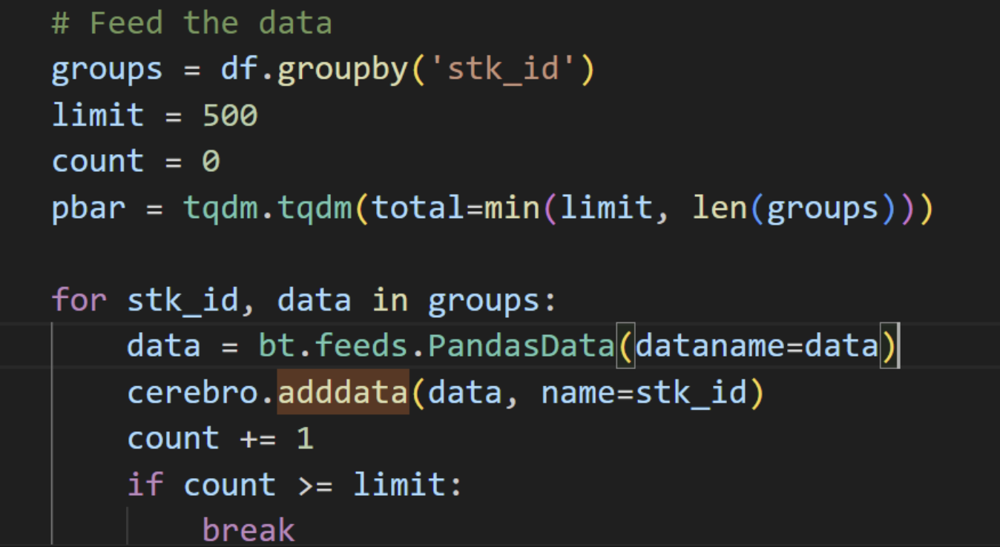 # Feed the data
groups = df.groupby('stk_id')
limit = 500
count = 0
pbar = tqdm.tqdm(total=min(limit, len(groups)))
for stk_id, data in groups:
data = bt.feeds.PandasData(dataname=data)
cerebro.adddata(data, name=stk_id)
count += 1
if count >= limit:
break